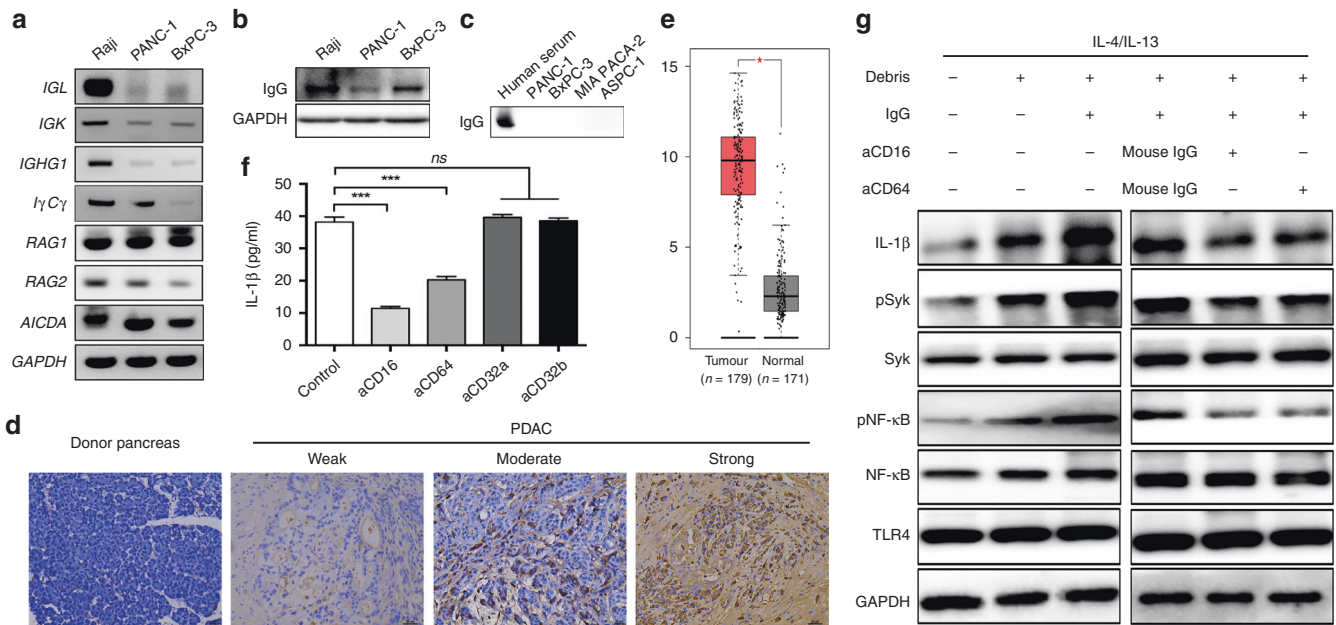 a
Raji
PANC-1
BxPC-3
IGL
IGK
IGHG1
Iγ Cγ
RAG1
RAG2
AICDA
GAPDH
b
Raji
PANC-1
BxPC-3
IgG
GAPDH
c
Human serum
PANC-1
BxPC-3
MIA PACA-2
ASPC-1
IgG
f
ns
***
***
IL-1β (pg/ml)
50
40
30
20
10
0
Control
aCD16
aCD64
aCD32a
aCD32b
e
*
15
10
5
0
Tumour Normal
(n = 179) (n = 171)
d
Donor pancreas
PDAC
Weak Moderate Strong
g
IL-4/IL-13
Debris – + + + + +
IgG – – + + + +
aCD16 – – – Mouse IgG + –
aCD64 – – – Mouse IgG – +
IL-1β
pSyk
Syk
pNF-κB
NF-κB
TLR4
GAPDH